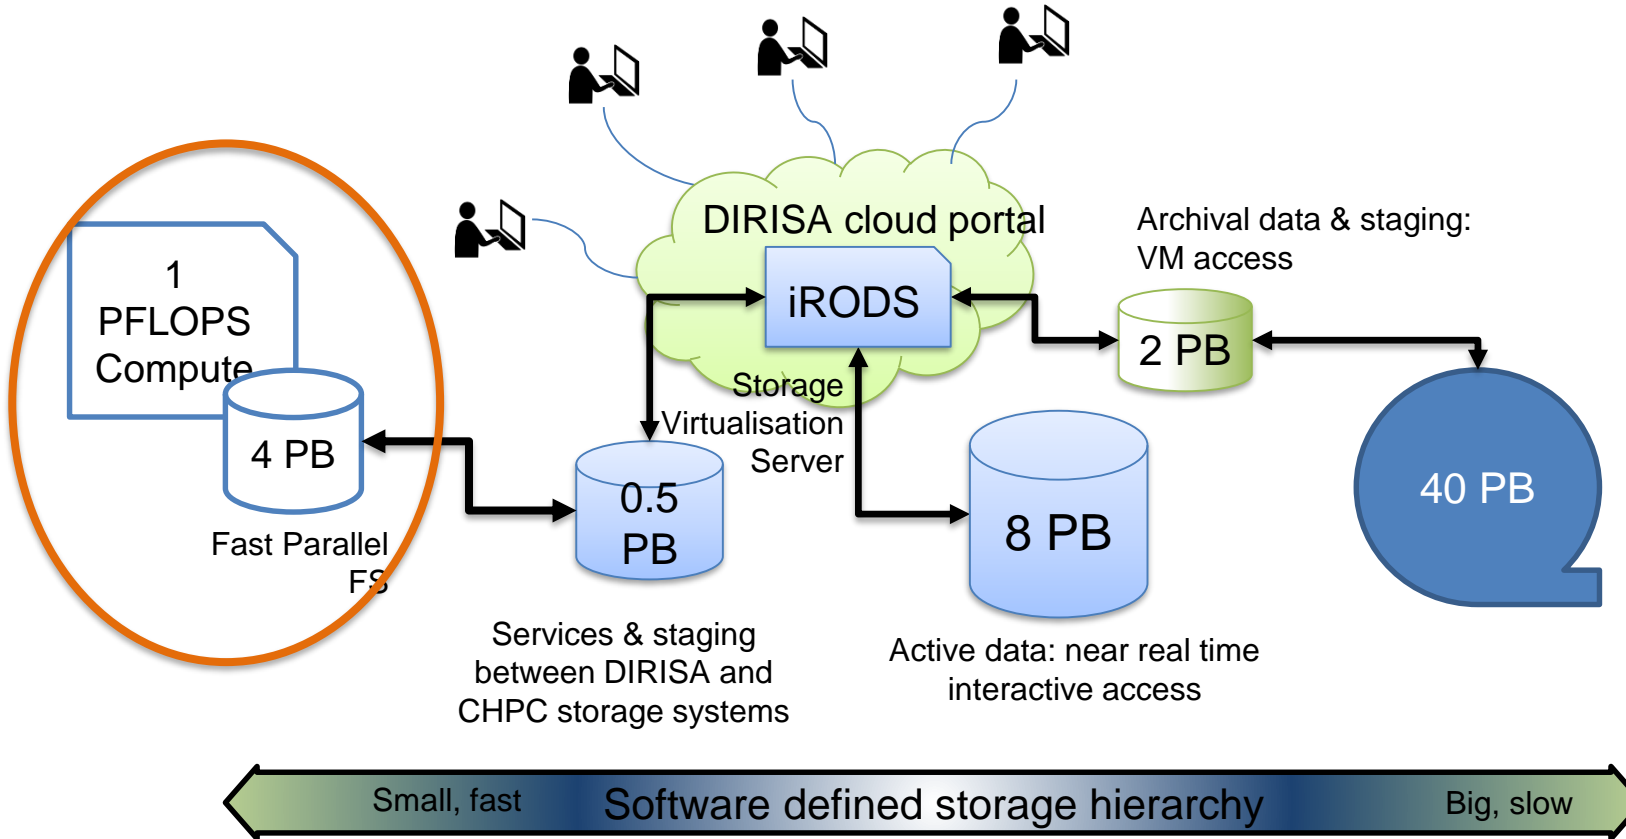 DIRISA cloud portal
iRODS
Storage
Virtualisation
Server
1
PFLOPS
Compute
4 PB
Fast Parallel
FS
0.5
PB
Services & staging
between DIRISA and
CHPC storage systems
8 PB
Active data: near real time
interactive access
Archival data & staging:
VM access
2 PB
40 PB
Small, fast
Software defined storage hierarchy
Big, slow